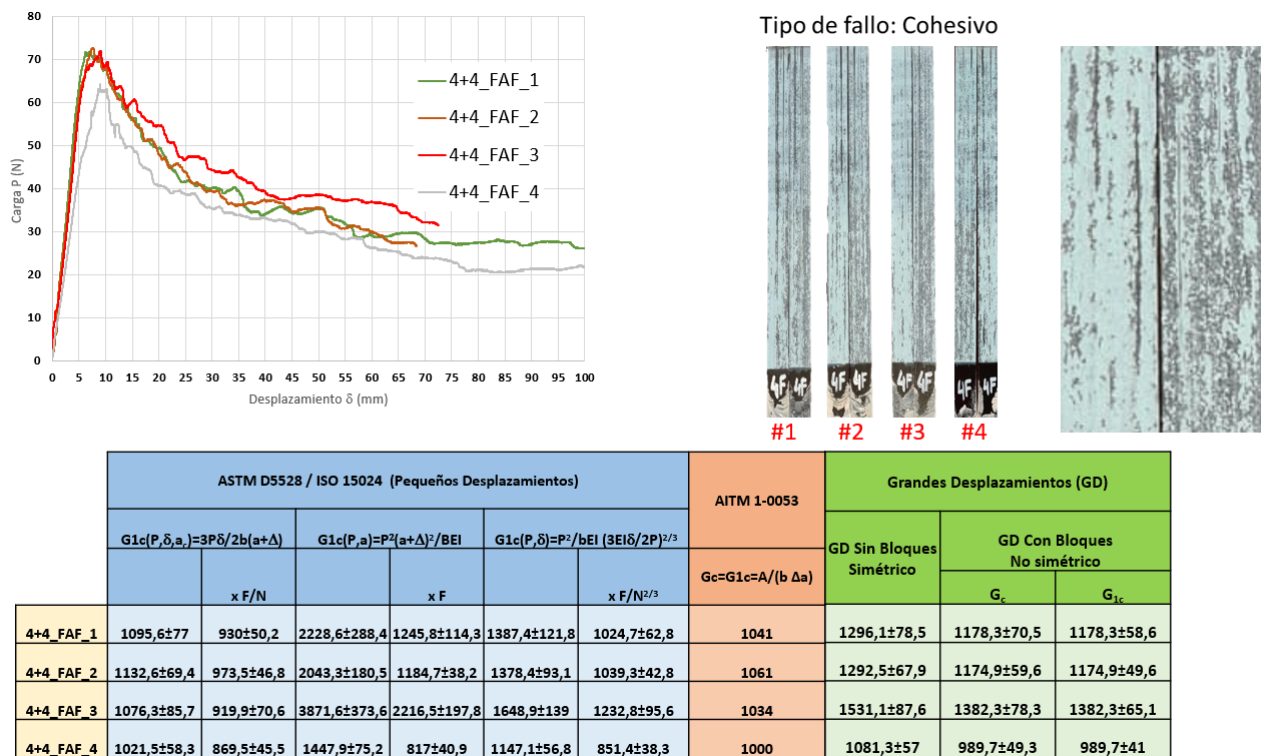 80
70
60
50
40
30
20
10
0
Carga P (N)
0 5 10 15 20 25 30 35 40 45 50 55 60 65 70 75 80 85 90 95 100
Desplazamiento δ (mm)
4+4_FAF_1
4+4_FAF_2
4+4_FAF_3
4+4_FAF_4
Tipo de fallo: Cohesivo
4F 4F 4F 4F 4F 4F 4F 4F
#1 #2 #3 #4
ASTM D5528 / ISO 15024 (Pequeños Desplazamientos) AITM 1-0053 Grandes Desplazamientos (GD)
G1c(P,δ,a꜀)=3Pδ/2b(a+Δ) G1c(P,a)=P²(a+Δ)²/BEI G1c(P,δ)=P²/bEI (3EIδ/2P)²ᐟ³
GD Sin Bloques
Simétrico
GD Con Bloques
No simétrico
Gc=G1c=A/(b Δa)
x F/N x F x F/N²ᐟ³ G꜀ G₁꜀
4+4_FAF_1 1095,6±77 930±50,2 2228,6±288,4 1245,8±114,3 1387,4±121,8 1024,7±62,8 1041 1296,1±78,5 1178,3±70,5 1178,3±58,6
4+4_FAF_2 1132,6±69,4 973,5±46,8 2043,3±180,5 1184,7±38,2 1378,4±93,1 1039,3±42,8 1061 1292,5±67,9 1174,9±59,6 1174,9±49,6
4+4_FAF_3 1076,3±85,7 919,9±70,6 3871,6±373,6 2216,5±197,8 1648,9±139 1232,8±95,6 1034 1531,1±87,6 1382,3±78,3 1382,3±65,1
4+4_FAF_4 1021,5±58,3 869,5±45,5 1447,9±75,2 817±40,9 1147,1±56,8 851,4±38,3 1000 1081,3±57 989,7±49,3 989,7±41